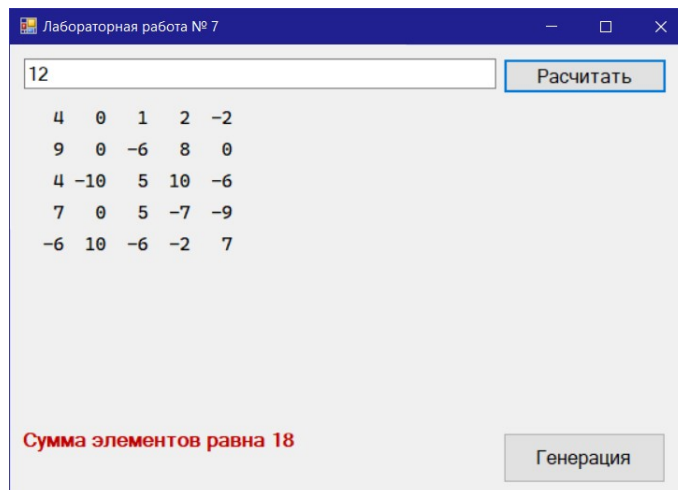 Лабораторная работа № 7
12
Расчитать
4 0 1 2 -2
9 0 -6 8 0
4 -10 5 10 -6
7 0 5 -7 -9
-6 10 -6 -2 7
Сумма элементов равна 18
Генерация